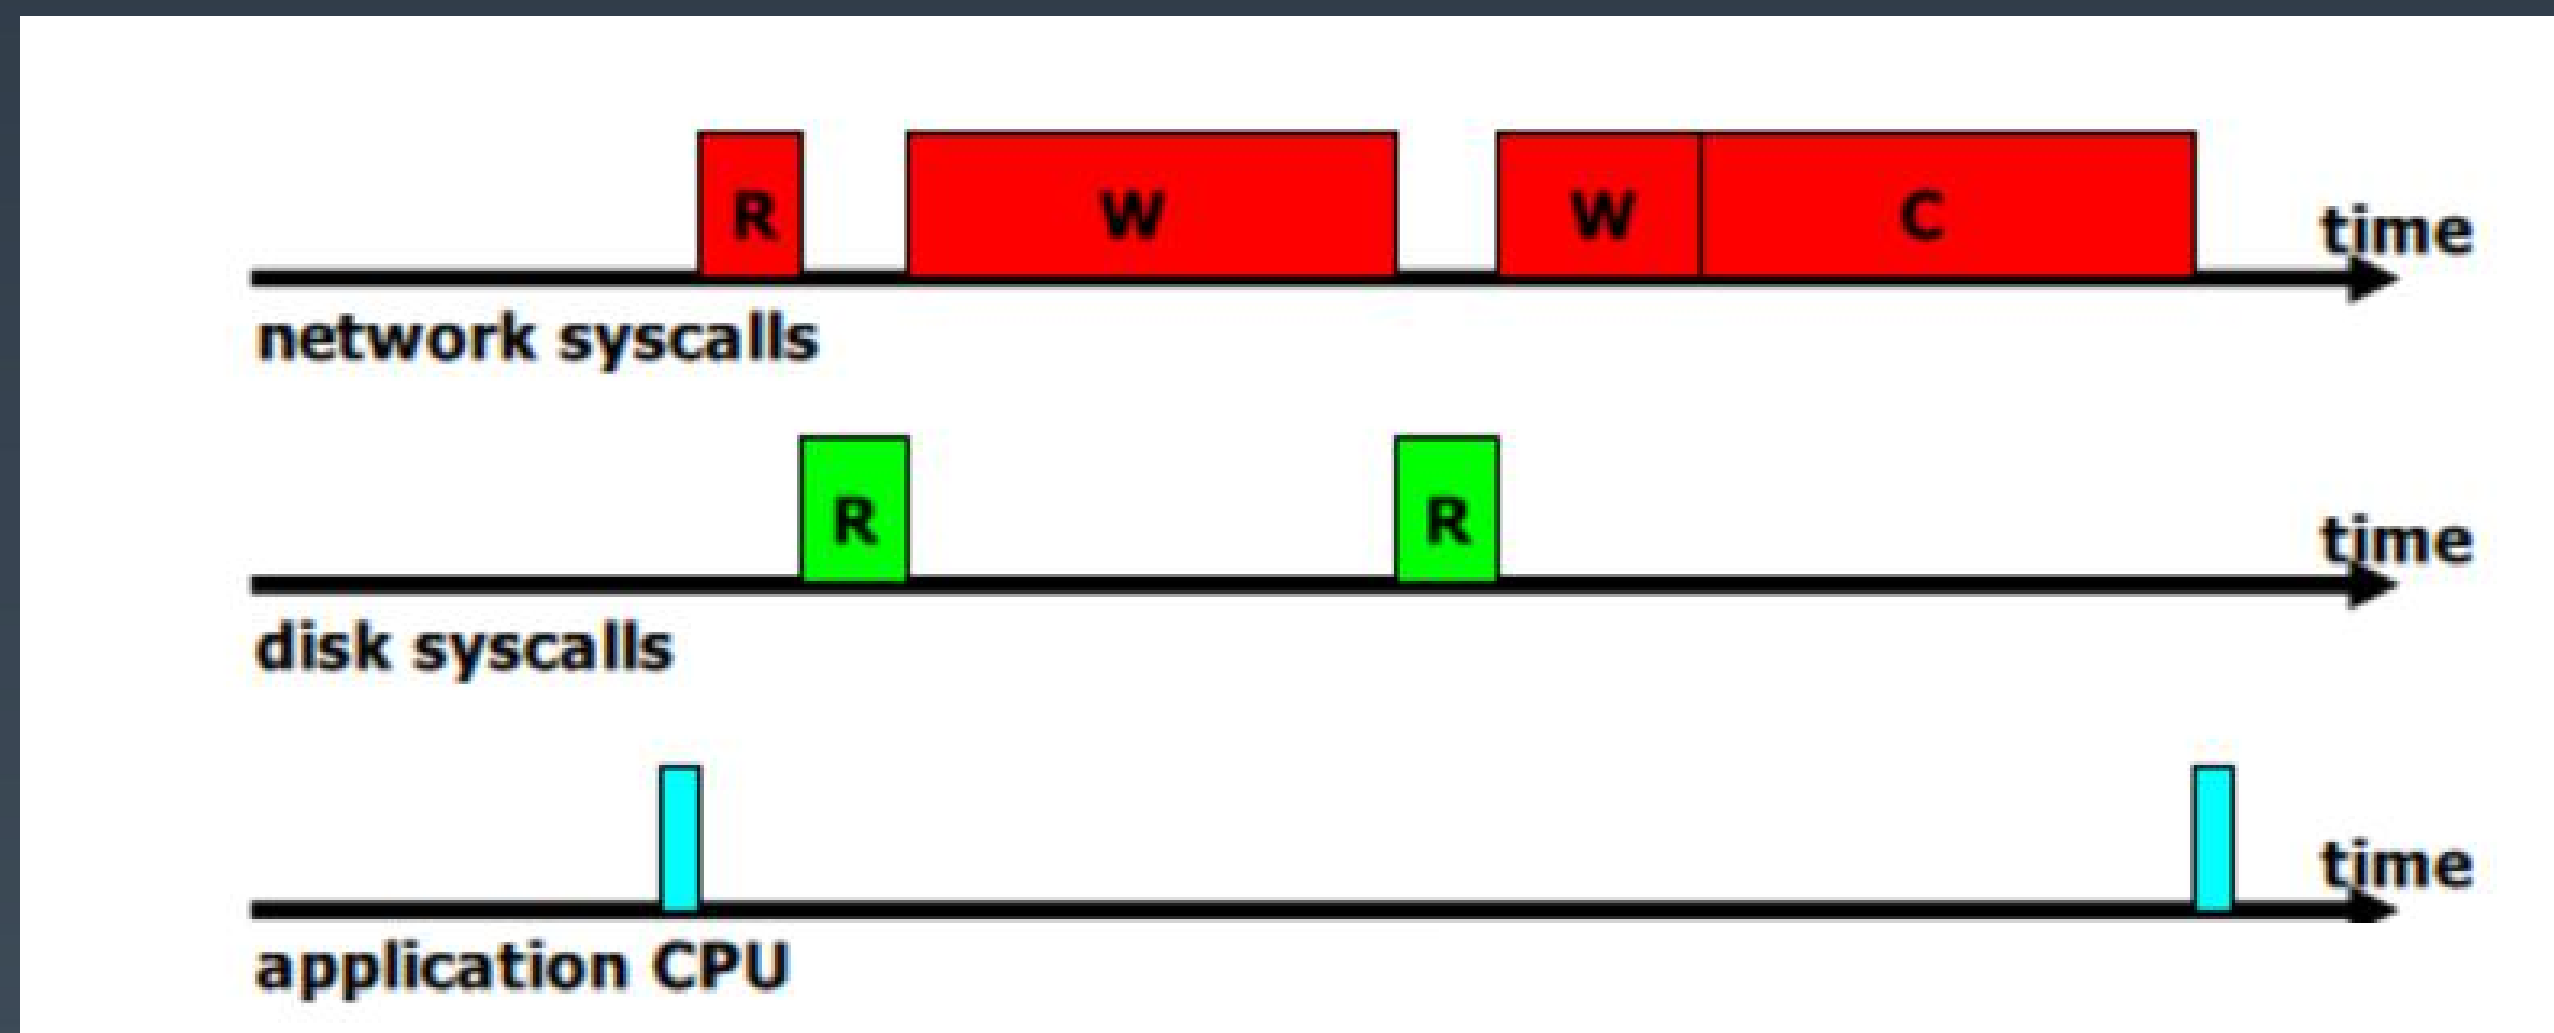 R W W C time
network syscalls
R R time
disk syscalls
time
application CPU